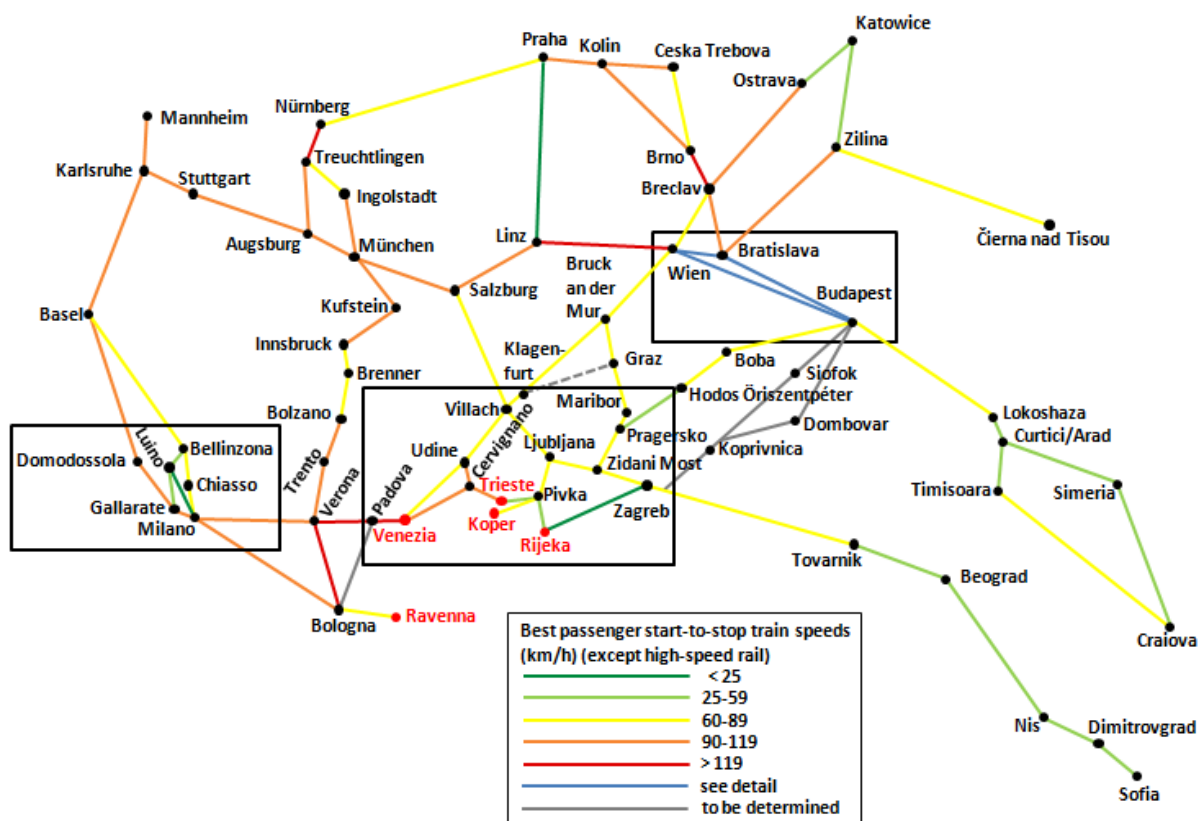 Katowice
Praha
Kolin
Ceska Trebova
Ostrava
Nürnberg
Mannheim
Treuchtlingen
Zilina
Karlsruhe
Stuttgart
Brno
Ingolstadt
Breclav
Augsburg
München
Linz
Čierna nad Tisou
Wien
Bratislava
Bruck
an der
Mur
Salzburg
Budapest
Kufstein
Basel
Innsbruck
Klagen-
furt
Graz
Boba
Siofok
Brenner
Hodos Öriszentpéter
Maribor
Villach
Bolzano
Lokoshaza
Dombovar
Pragersko
Curtici/Arad
Cervignano
Ljubljana
Koprivnica
Luino
Bellinzona
Udine
Domodossola
Trento
Verona
Padova
Zidani Most
Chiasso
Trieste
Pivka
Timisoara
Simeria
Gallarate
Koper
Zagreb
Milano
Venezia
Rijeka
Tovarnik
Beograd
Ravenna
Bologna
Craiova
Best passenger start-to-stop train speeds
(km/h) (except high-speed rail)
< 25
25-59
60-89
90-119
> 119
see detail
to be determined
Nis
Dimitrovgrad
Sofia